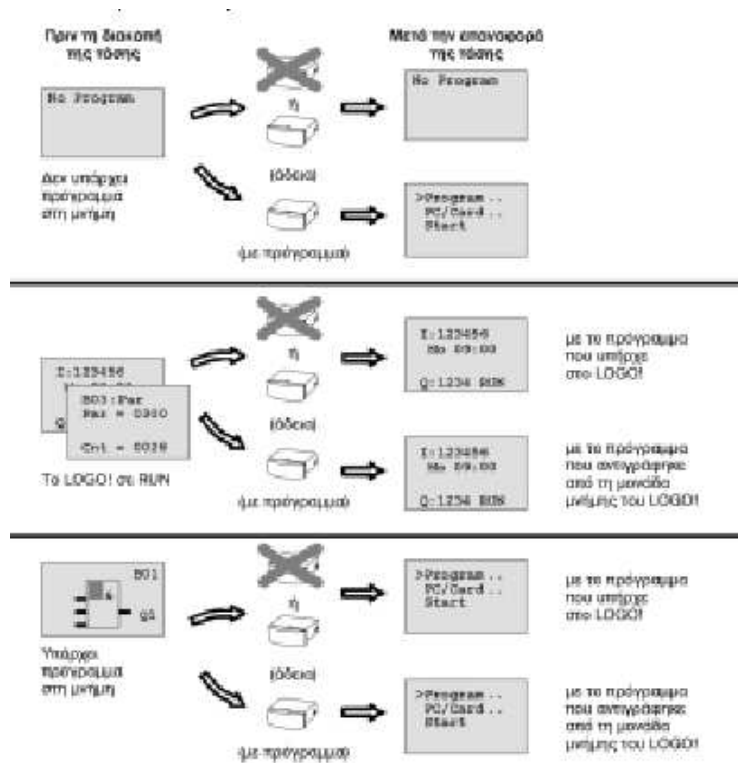 Πριν τη διακοπή
της τάσης
Μετά την επαναφορά
της τάσης
No Program
ή
(άδεια)
No Program
Δεν υπάρχει
πρόγραμμα
στη μνήμη
(με πρόγραμμα)
>Program..
PC/Card..
Start
I:123456
B03:Par
Par = 0300
Cnt = 0028
Το LOGO! σε RUN
ή
(άδεια)
(με πρόγραμμα)
I:123456
Mo 09:00
Q:1234 RUN
με το πρόγραμμα
που υπήρχε
στο LOGO!
I:123456
Mo 09:00
Q:1234 RUN
με το πρόγραμμα
που αντιγράφηκε
από τη μονάδα
μνήμης του LOGO!
B01
&
Q1
Υπάρχει
πρόγραμμα
στη μνήμη
ή
(άδεια)
(με πρόγραμμα)
>Program..
PC/Card..
Start
με το πρόγραμμα
που υπήρχε
στο LOGO!
>Program..
PC/Card..
Start
με το πρόγραμμα
που αντιγράφηκε
από τη μονάδα
μνήμης του LOGO!